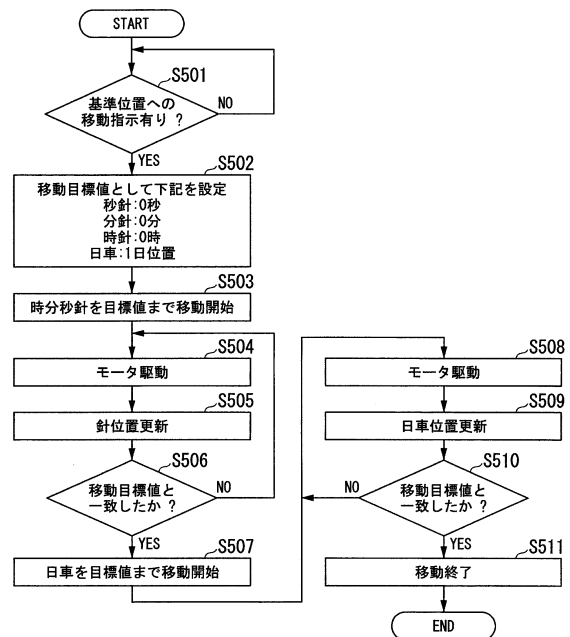 START
S501
基準位置への
移動指示有り ?
NO
YES
S502
移動目標値として下記を設定
秒針:0秒
分針:0分
時針:0時
日車:1日位置
S503
時分秒針を目標値まで移動開始
S504
モータ駆動
S505
針位置更新
S506
移動目標値と
一致したか ?
NO
YES
S507
日車を目標値まで移動開始
S508
モータ駆動
S509
日車位置更新
S510
移動目標値と
一致したか ?
NO
YES
S511
移動終了
END